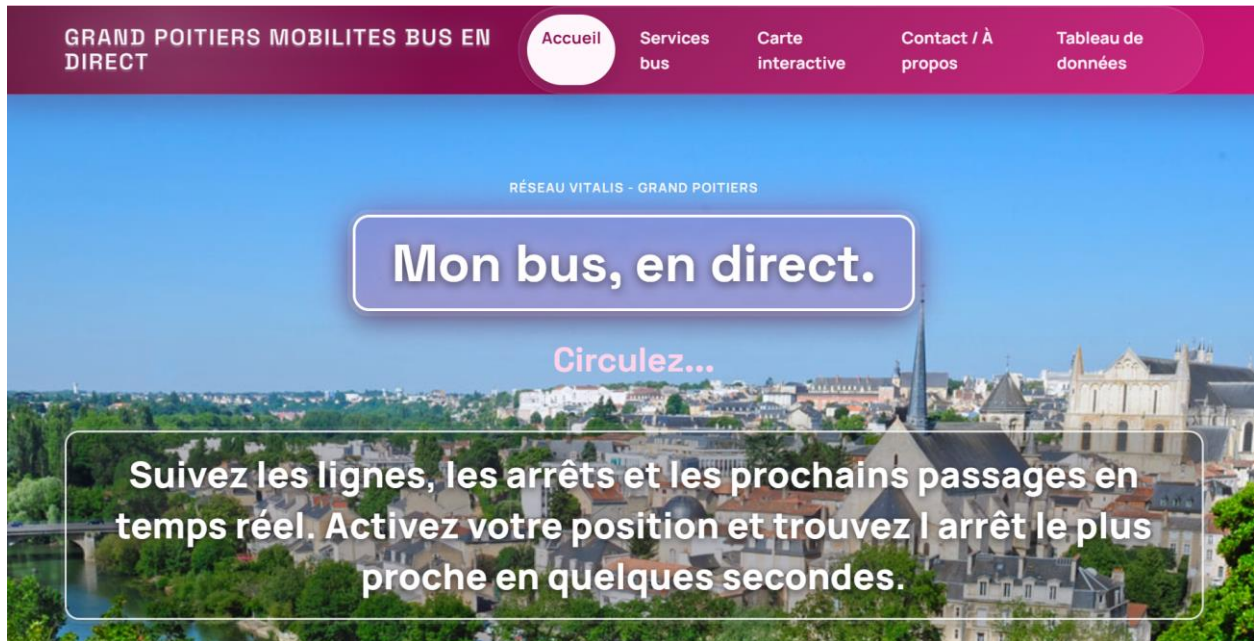 GRAND POITIERS MOBILITES BUS EN
DIRECT
Accueil
Services
bus
Carte
interactive
Contact / À
propos
Tableau de
données
RÉSEAU VITALIS - GRAND POITIERS
Mon bus, en direct.
Circulez...
Suivez les lignes, les arrêts et les prochains passages en
temps réel. Activez votre position et trouvez l arrêt le plus
proche en quelques secondes.